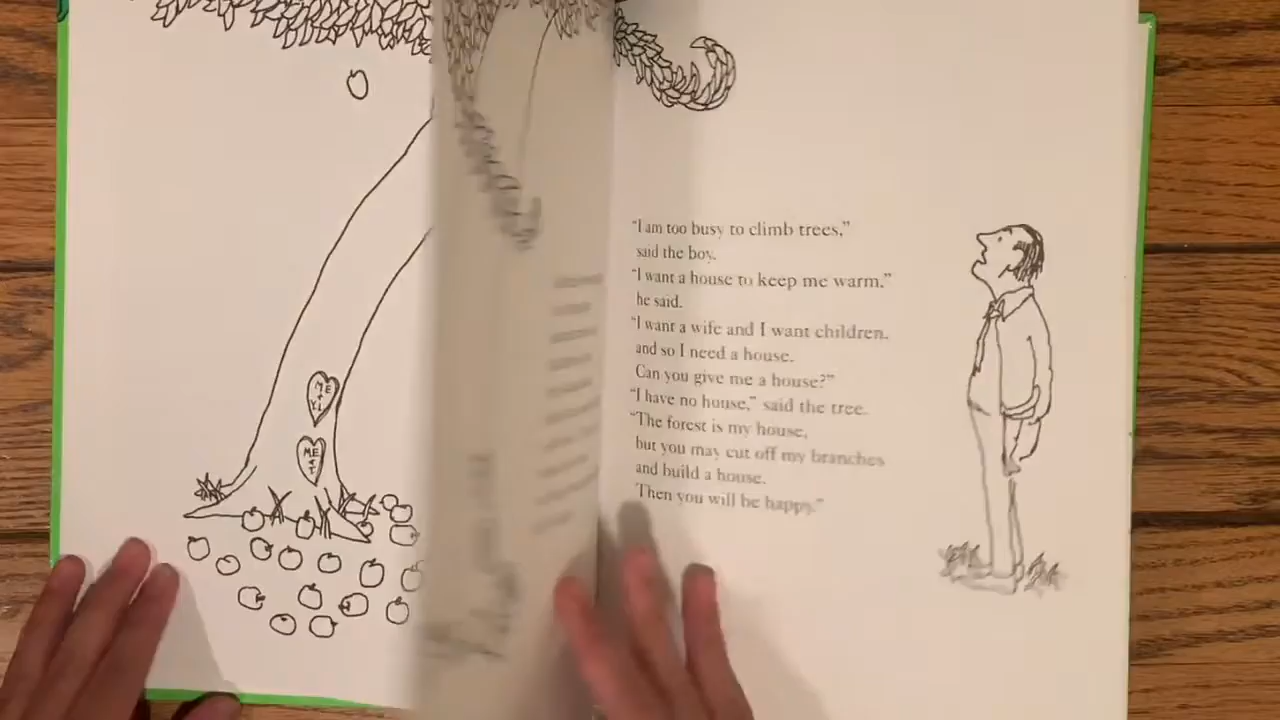 ME
+
Y.L.
ME
+
T
"I am too busy to climb trees,"
said the boy.
"I want a house to keep me warm,"
he said.
"I want a wife and I want children,
and so I need a house.
Can you give me a house?"
"I have no house," said the tree.
"The forest is my house,
but you may cut off my branches
and build a house.
Then you will be happy."